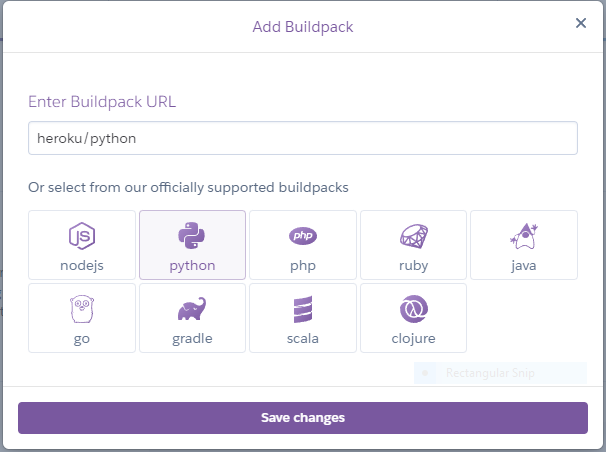 Add Buildpack
Enter Buildpack URL
heroku/python
Or select from our officially supported buildpacks
JS php
nodejs python php ruby java
go gradle scala clojure
Rectangular Snip
Save changes